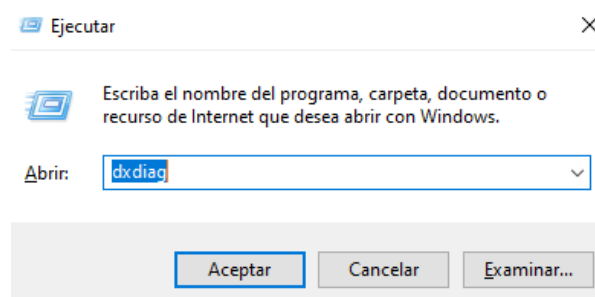 Ejecutar
Escriba el nombre del programa, carpeta, documento o
recurso de Internet que desea abrir con Windows.
Abrir: dxdiag
Aceptar Cancelar Examinar...